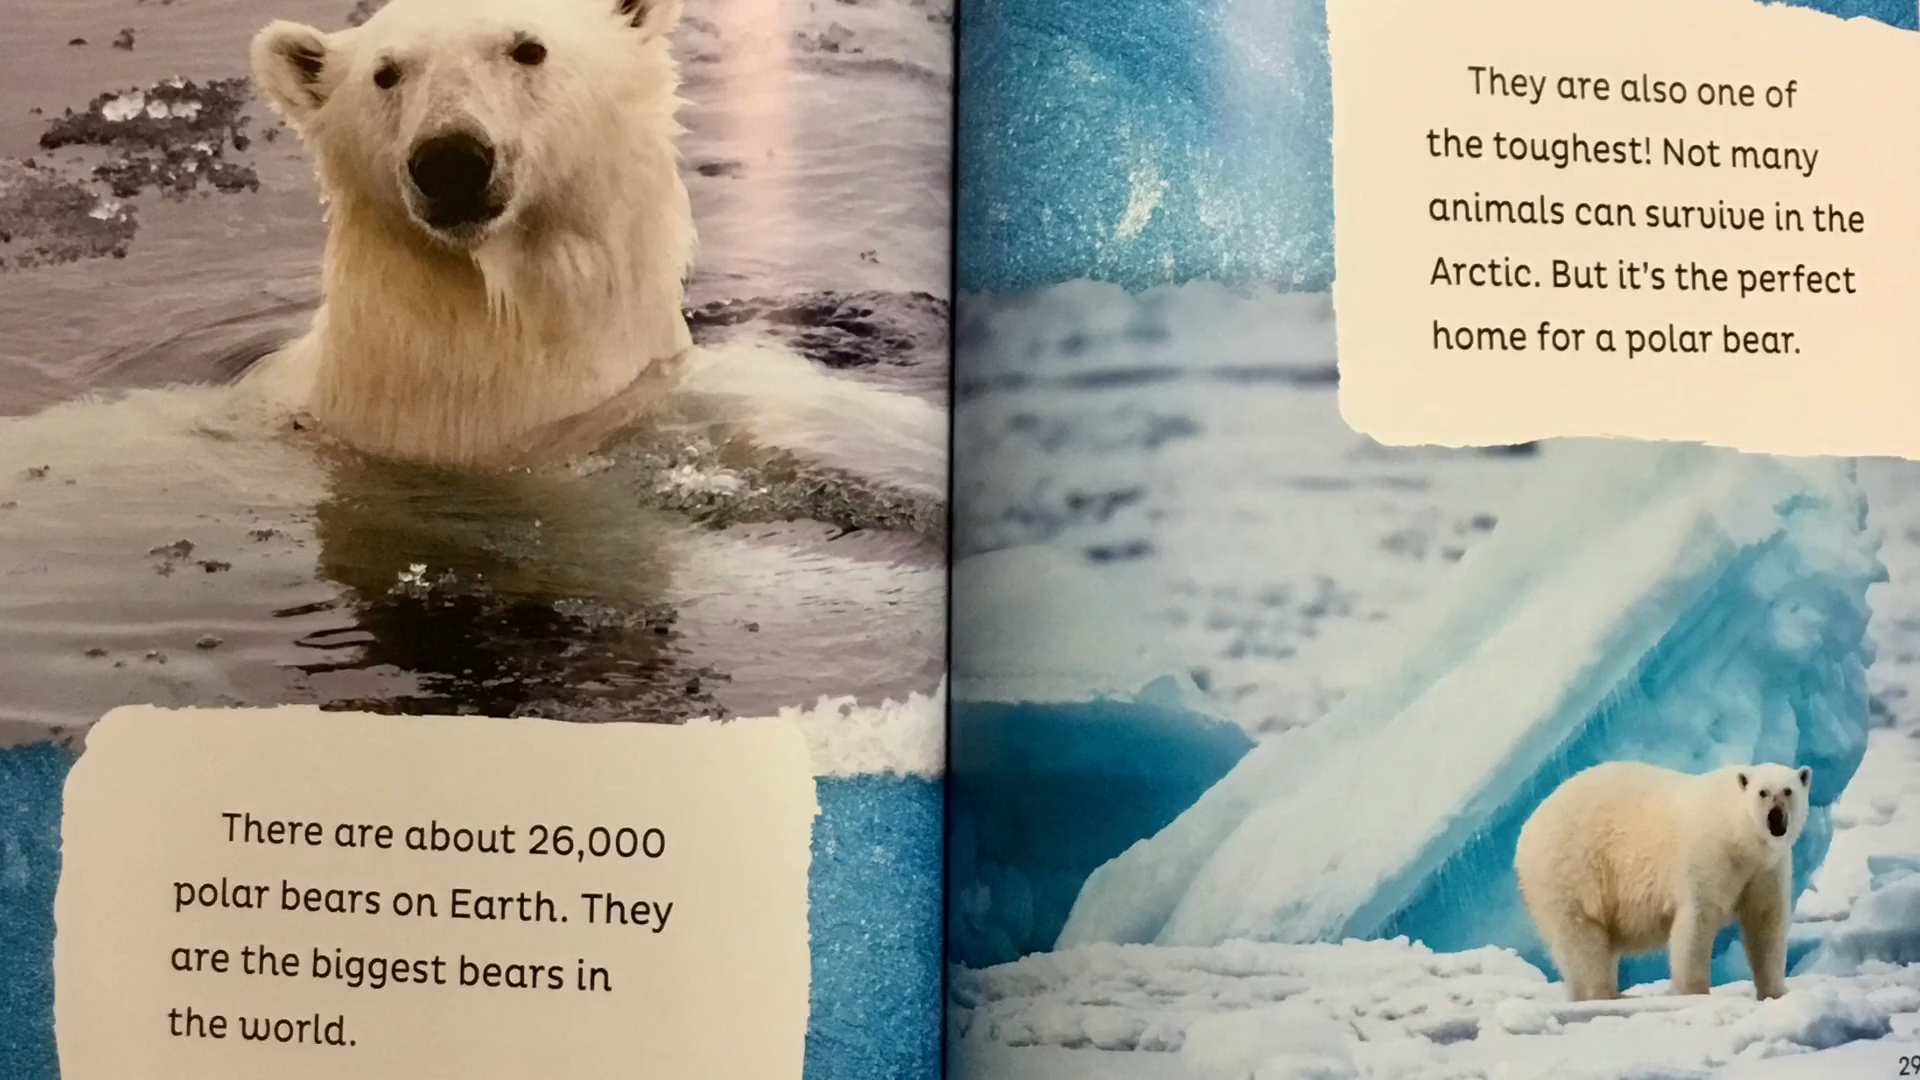 There are about 26,000
polar bears on Earth. They
are the biggest bears in
the world.
They are also one of
the toughest! Not many
animals can survive in the
Arctic. But it's the perfect
home for a polar bear.
29